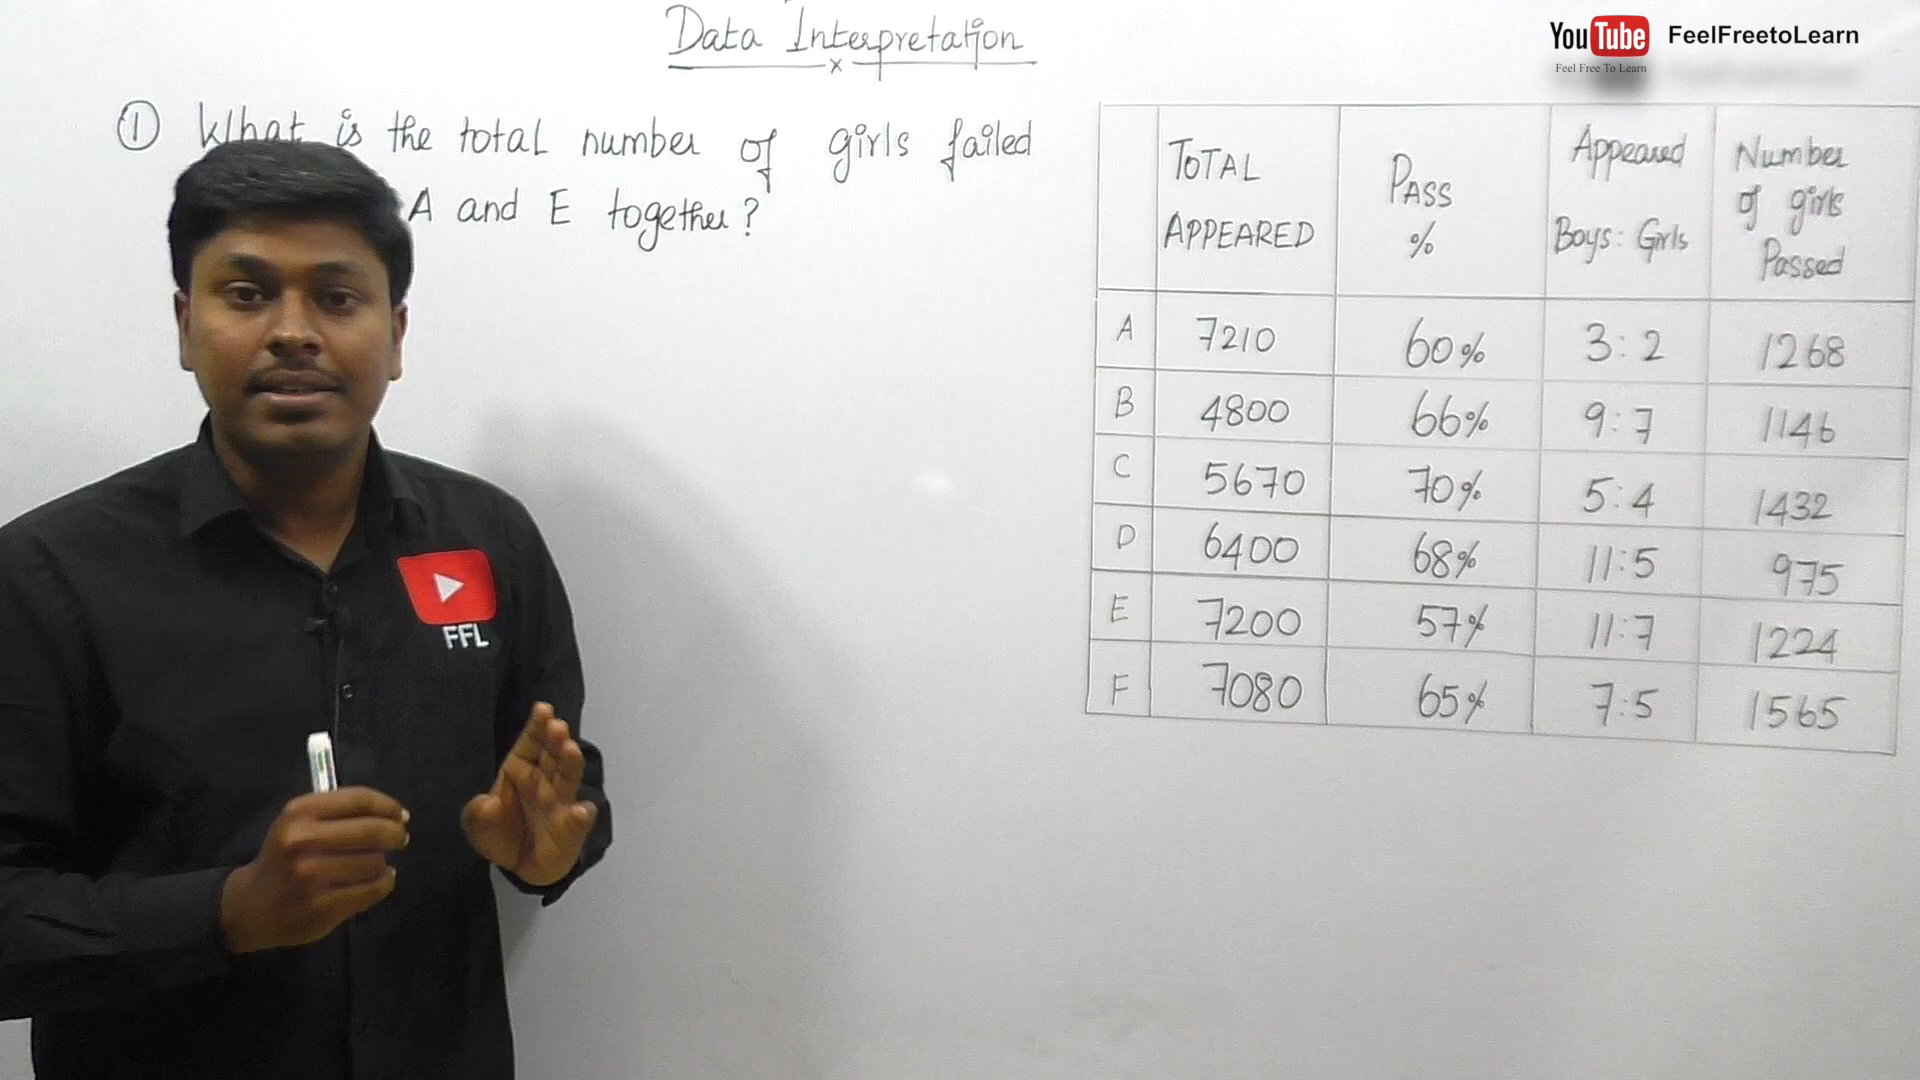 Data Interpretation
x
YouTube FeelFreetoLearn
Feel Free To Learn
① What is the total number of girls failed
A and E together?
TOTAL APPEARED PASS % Appeared Boys: Girls Number of girls Passed
A 7210 60% 3:2 1268
B 4800 66% 9:7 1146
C 5670 70% 5:4 1432
D 6400 68% 11:5 975
E 7200 57% 11:7 1224
F 7080 65% 7:5 1565
FFL